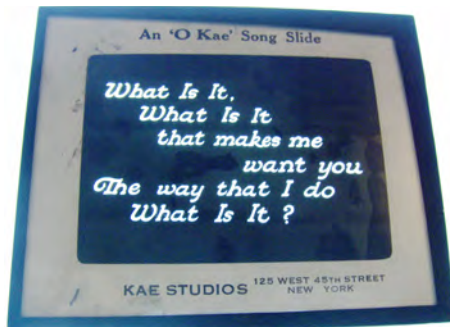 An 'O Kae' Song Slide
What Is It,
What Is It
that makes me
want you
The way that I do
What Is It?
KAE STUDIOS 125 WEST 45TH STREET
NEW YORK